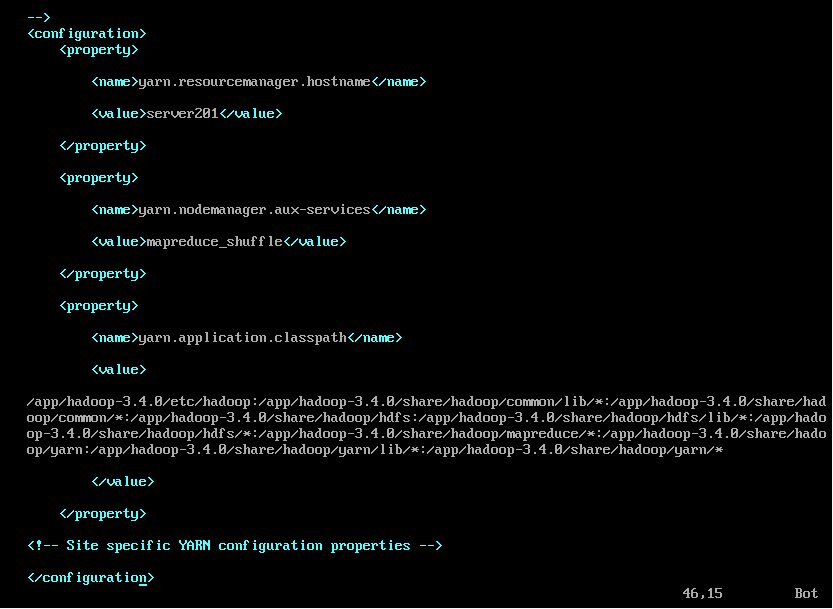 -->
<configuration>
<property>
<name>yarn.resourcemanager.hostname</name>
<value>server201</value>
</property>
<property>
<name>yarn.nodemanager.aux-services</name>
<value>mapreduce_shuffle</value>
</property>
<property>
<name>yarn.application.classpath</name>
<value>
/app/hadoop-3.4.0/etc/hadoop:/app/hadoop-3.4.0/share/hadoop/common/lib/*:/app/hadoop-3.4.0/share/had
oop/common/*:/app/hadoop-3.4.0/share/hadoop/hdfs:/app/hadoop-3.4.0/share/hadoop/hdfs/lib/*:/app/hado
op-3.4.0/share/hadoop/hdfs/*:/app/hadoop-3.4.0/share/hadoop/mapreduce/*:/app/hadoop-3.4.0/share/hado
op/yarn:/app/hadoop-3.4.0/share/hadoop/yarn/lib/*:/app/hadoop-3.4.0/share/hadoop/yarn/*
</value>
</property>
<!-- Site specific YARN configuration properties -->
</configuration>
46,15 Bot